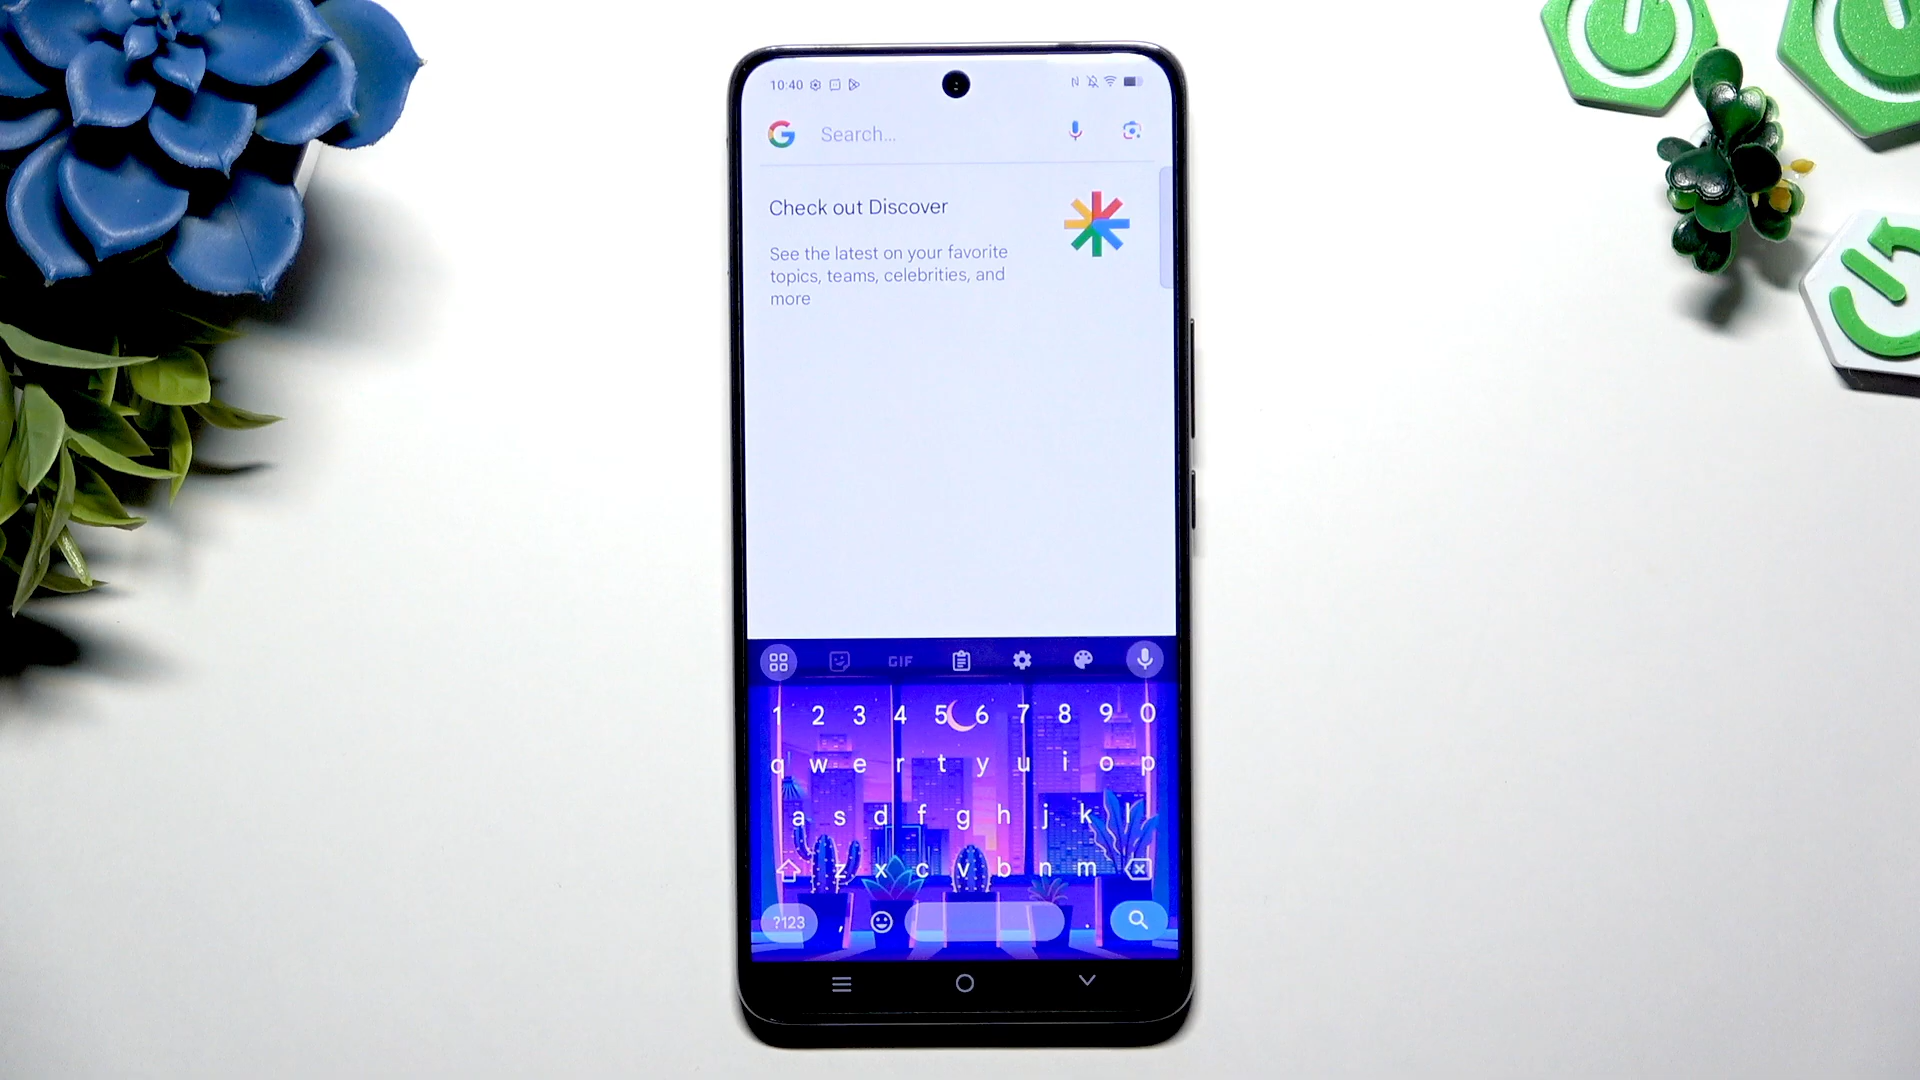 10:40
Search...
Check out Discover
See the latest on your favorite
topics, teams, celebrities, and
more
GIF
1 2 3 4 5 6 7 8 9 0
q w e r t y u i o p
a s d f g h j k l
z x c v b n m
?123 , .